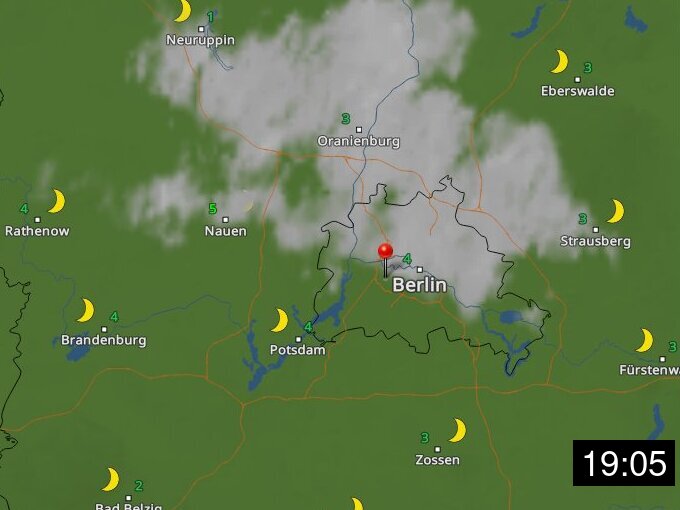 1
Neuruppin
3
Eberswalde
3
Oranienburg
4
Rathenow
5
Nauen
3
Strausberg
4
Berlin
4
Brandenburg
4
Potsdam
3
Fürstenwa
3
Zossen
19:05
2
Bad Belzig